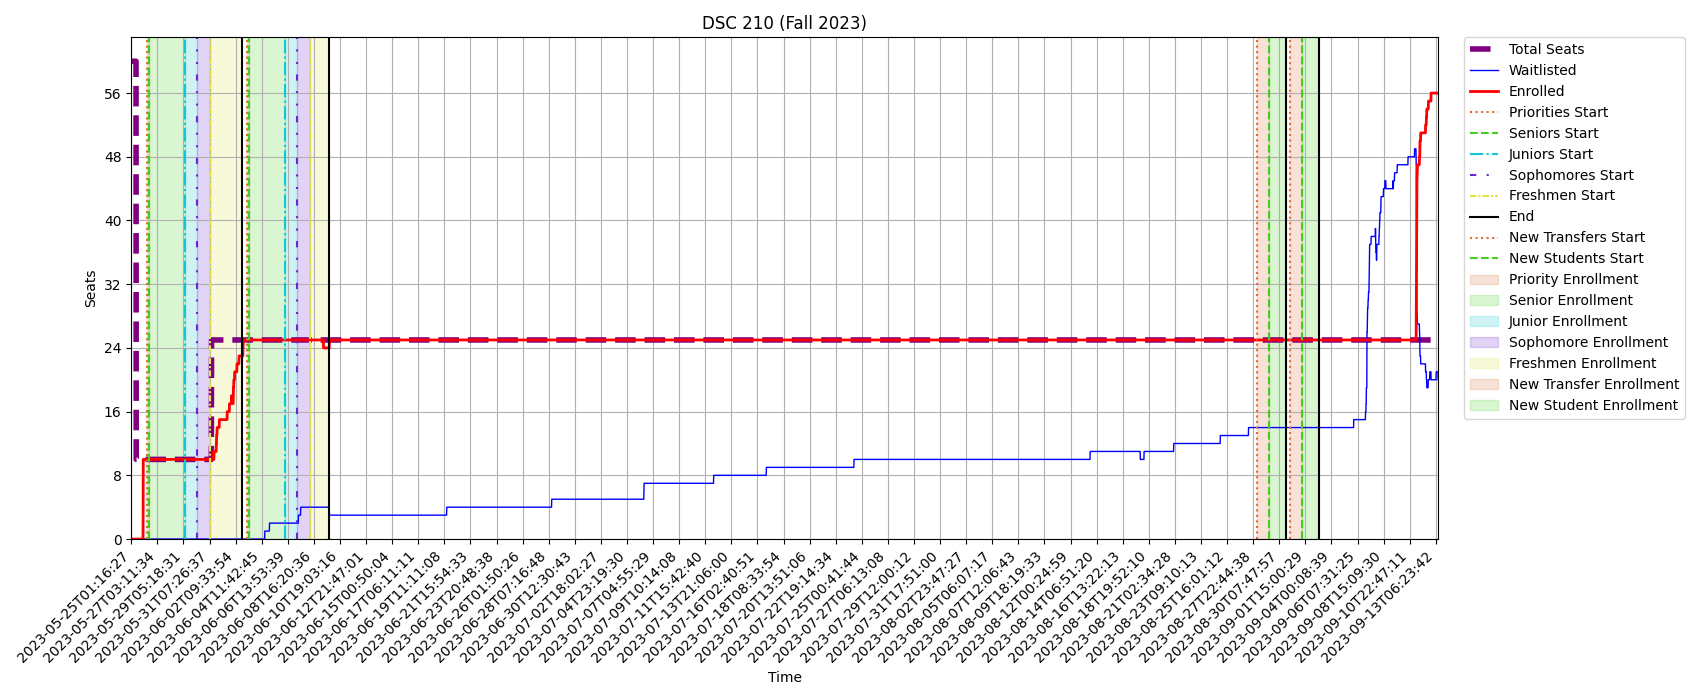 DSC 210 (Fall 2023)
Seats
56
48
40
32
24
16
8
0
2023-05-25T01:16:27
2023-05-27T03:11:34
2023-05-29T05:18:31
2023-05-31T07:26:37
2023-06-02T09:33:54
2023-06-04T11:42:45
2023-06-06T13:53:39
2023-06-08T16:20:36
2023-06-10T19:03:16
2023-06-12T21:47:01
2023-06-15T00:50:04
2023-06-17T06:11:11
2023-06-19T11:11:08
2023-06-21T15:54:33
2023-06-23T20:48:38
2023-06-26T01:50:26
2023-06-28T07:16:48
2023-06-30T12:30:43
2023-07-02T18:02:27
2023-07-04T23:19:30
2023-07-07T04:55:29
2023-07-09T10:14:08
2023-07-11T15:42:40
2023-07-13T21:06:00
2023-07-16T02:40:51
2023-07-18T08:33:54
2023-07-20T13:51:06
2023-07-22T19:14:34
2023-07-25T00:41:44
2023-07-27T06:13:08
2023-07-29T12:00:12
2023-07-31T17:51:00
2023-08-02T23:47:27
2023-08-05T06:07:17
2023-08-07T12:06:43
2023-08-09T18:19:33
2023-08-12T00:24:59
2023-08-14T06:51:20
2023-08-16T13:22:13
2023-08-18T19:52:10
2023-08-21T02:34:28
2023-08-23T09:10:13
2023-08-25T16:01:12
2023-08-27T22:44:38
2023-08-30T07:47:57
2023-09-01T15:00:29
2023-09-04T00:08:39
2023-09-06T07:31:25
2023-09-08T15:09:30
2023-09-10T22:47:11
2023-09-13T06:23:42
Time
Total Seats
Waitlisted
Enrolled
Priorities Start
Seniors Start
Juniors Start
Sophomores Start
Freshmen Start
End
New Transfers Start
New Students Start
Priority Enrollment
Senior Enrollment
Junior Enrollment
Sophomore Enrollment
Freshmen Enrollment
New Transfer Enrollment
New Student Enrollment